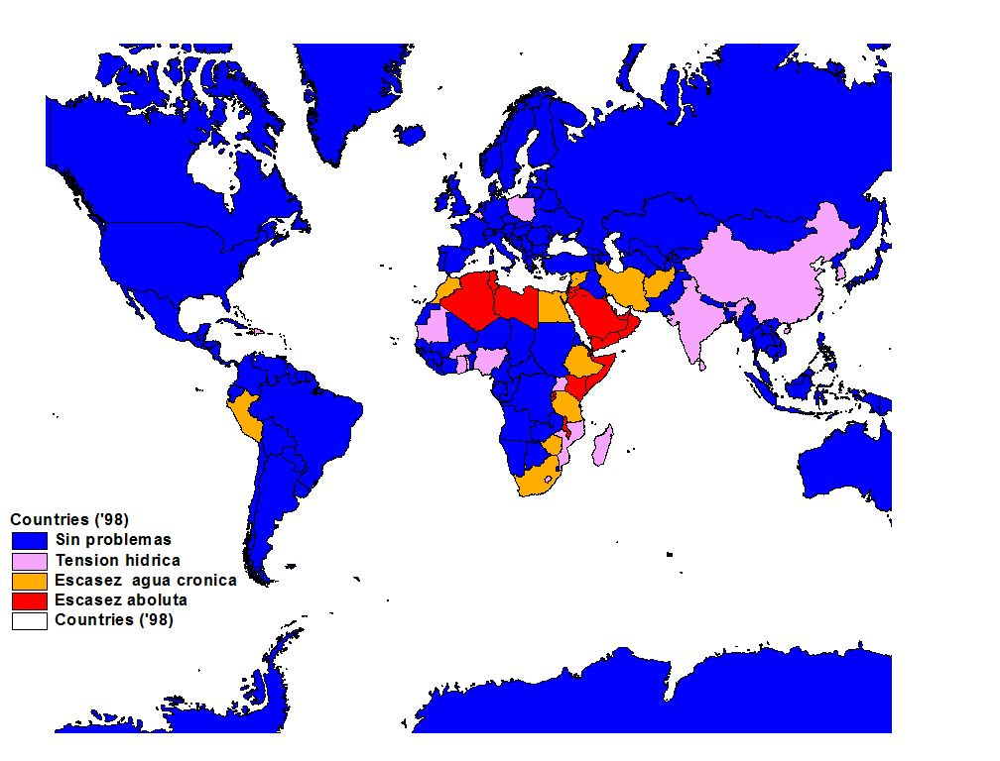 Countries ('98)
Sin problemas
Tension hidrica
Escasez agua cronica
Escasez aboluta
Countries ('98)